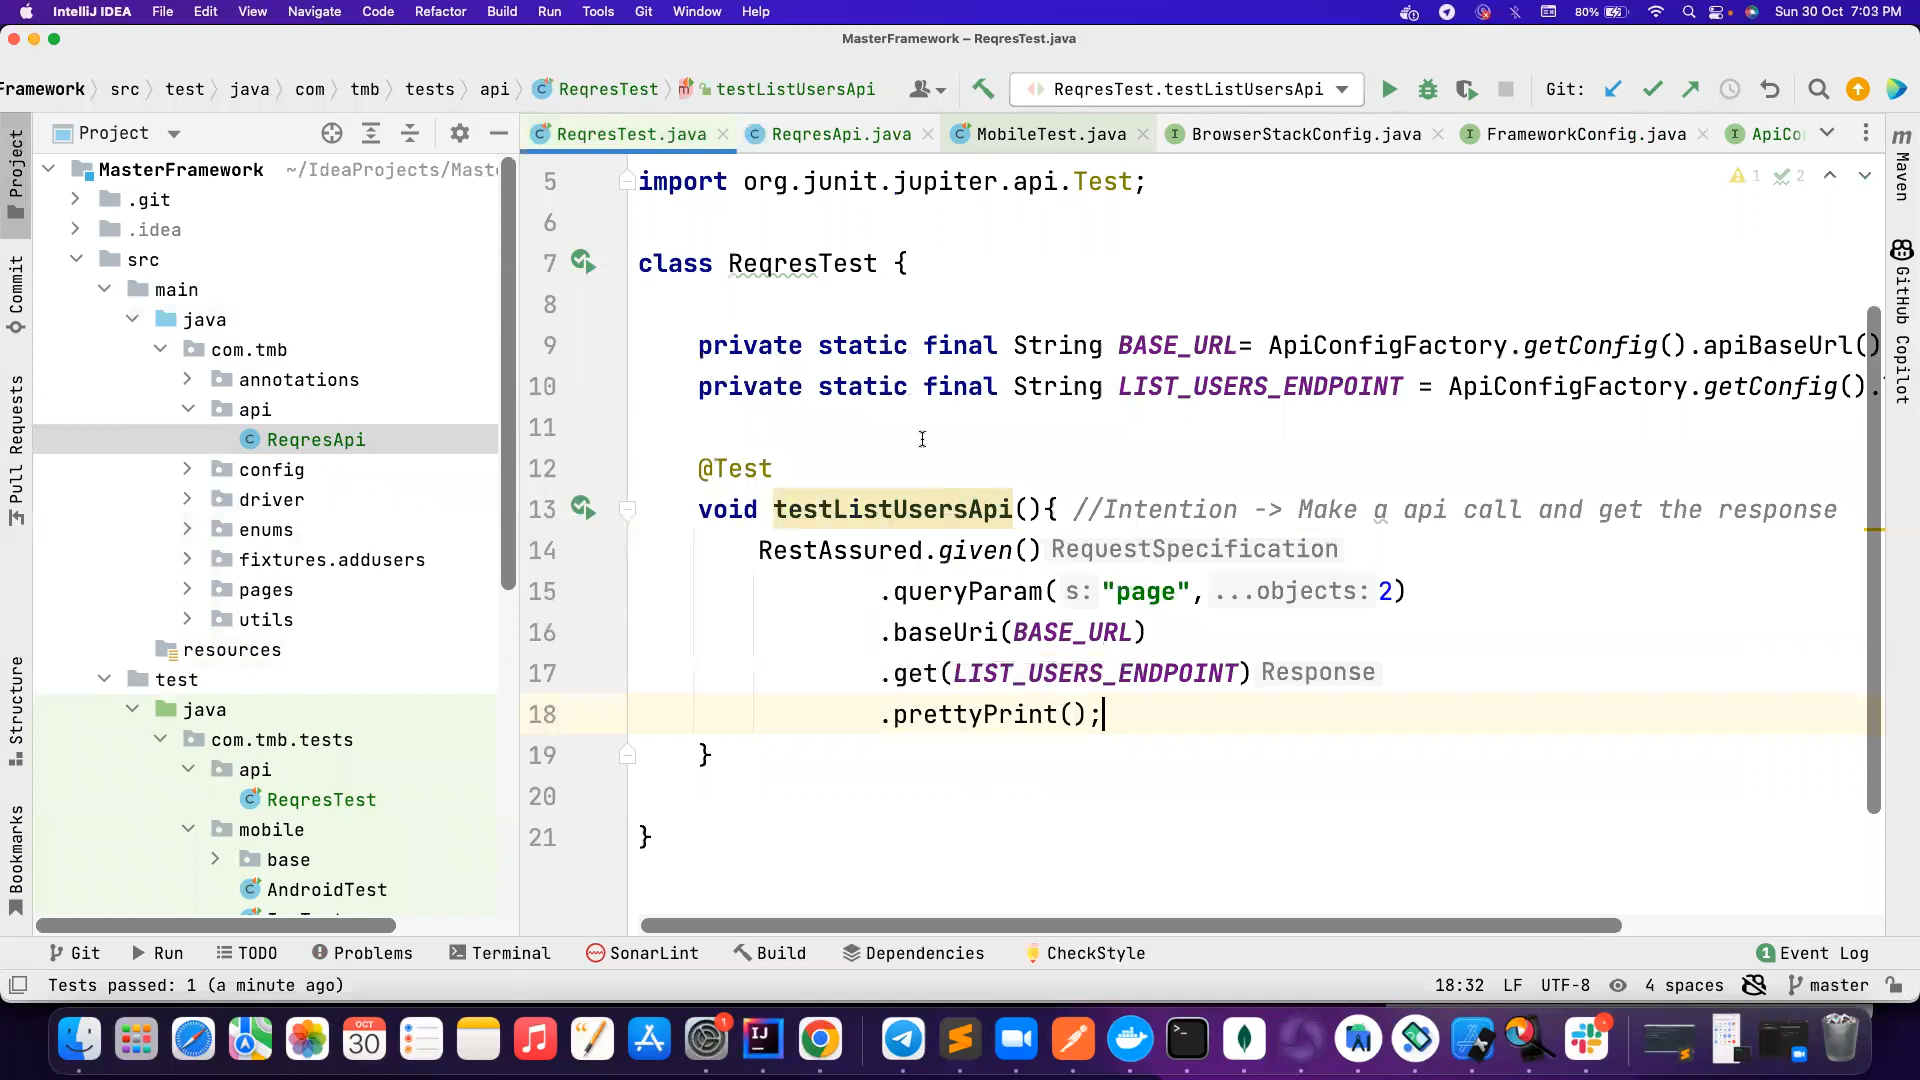 IntelliJ IDEA File Edit View Navigate Code Refactor Build Run Tools Git Window Help 80% Sun 30 Oct 7:03 PM
MasterFramework – ReqresTest.java
Framework src test java com tmb tests api ReqresTest testListUsersApi ReqresTest.testListUsersApi Git:
Project ReqresTest.java ReqresApi.java MobileTest.java BrowserStackConfig.java FrameworkConfig.java ApiCo
MasterFramework ~/IdeaProjects/Mast
.git
.idea
src
main
java
com.tmb
annotations
api
ReqresApi
config
driver
enums
fixtures.addusers
pages
utils
resources
test
java
com.tmb.tests
api
ReqresTest
mobile
base
AndroidTest
Project
Commit
Pull Requests
Structure
Bookmarks
5 import org.junit.jupiter.api.Test;
6
7 class ReqresTest {
8
9 private static final String BASE_URL= ApiConfigFactory.getConfig().apiBaseUrl()
10 private static final String LIST_USERS_ENDPOINT = ApiConfigFactory.getConfig().
11
12 @Test
13 void testListUsersApi(){ //Intention -> Make a api call and get the response
14 RestAssured.given() RequestSpecification
15 .queryParam( s: "page", ...objects: 2)
16 .baseUri(BASE_URL)
17 .get(LIST_USERS_ENDPOINT) Response
18 .prettyPrint();
19 }
20
21 }
1 2
m Maven
GitHub Copilot
Git Run TODO Problems Terminal SonarLint Build Dependencies CheckStyle 1 Event Log
Tests passed: 1 (a minute ago) 18:32 LF UTF-8 4 spaces master
OCT
30
1
IJ